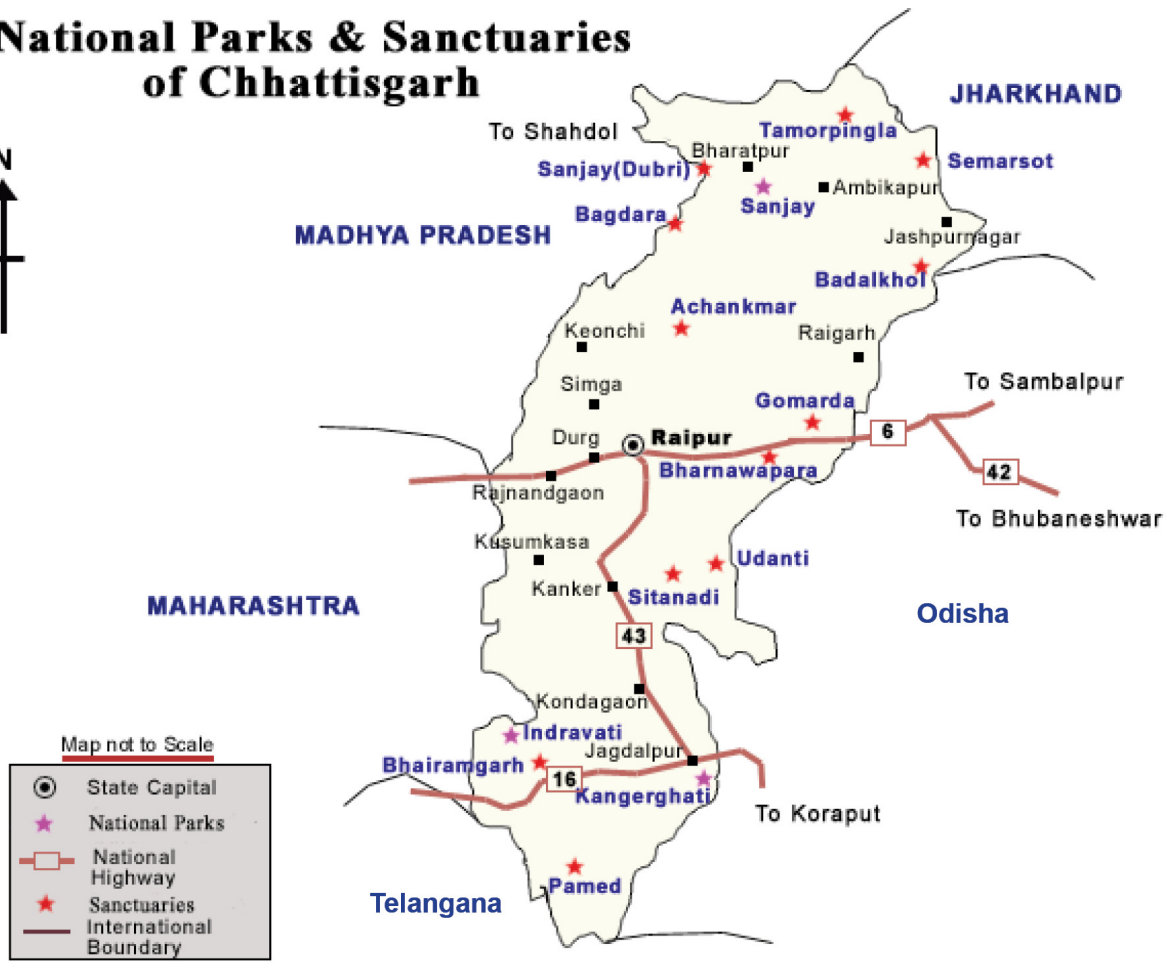 National Parks & Sanctuaries
of Chhattisgarh
JHARKHAND
To Shahdol
Tamorpingla
Bharatpur
Semarsot
Sanjay(Dubri)
Ambikapur
Sanjay
Bagdara
MADHYA PRADESH
Jashpurnagar
Badalkhol
Achankmar
Keonchi
Raigarh
Simga
To Sambalpur
Gomarda
6
Durg
Raipur
Bharnawapara
42
Rajnandgaon
To Bhubaneshwar
Kusumkasa
Udanti
Kanker
Sitanadi
MAHARASHTRA
Odisha
43
Kondagaon
Indravati
Jagdalpur
Bhairamgarh
16
Kangerghati
To Koraput
Pamed
Telangana
N
Map not to Scale
State Capital
National Parks
National
Highway
Sanctuaries
International
Boundary